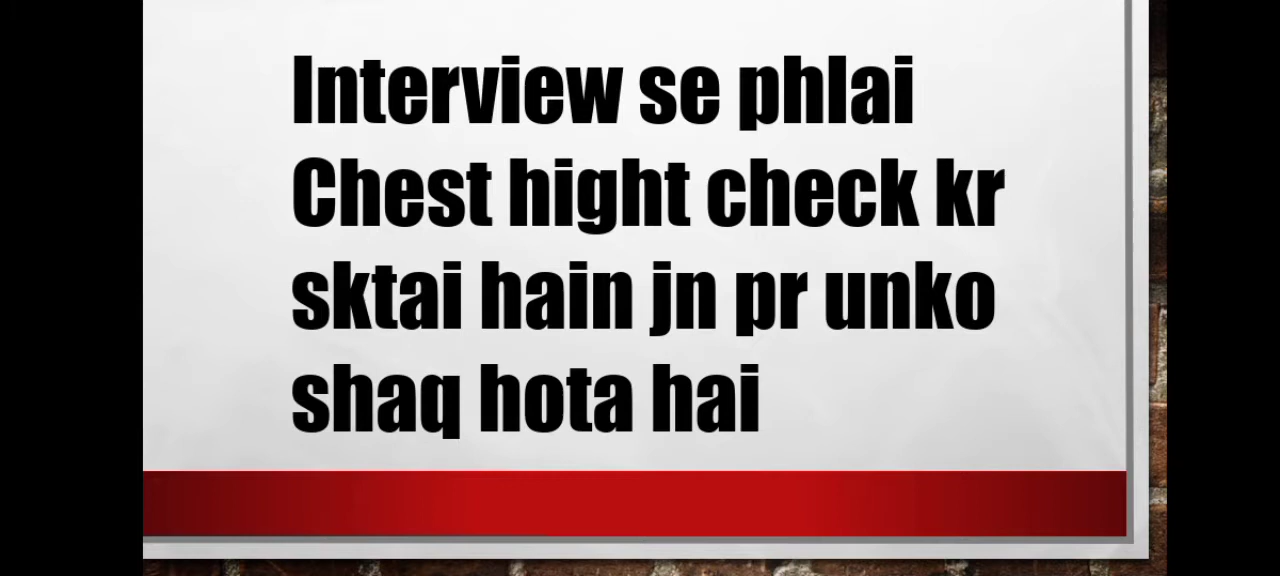 Interview se phlai
Chest hight check kr
sktai hain jn pr unko
shaq hota hai